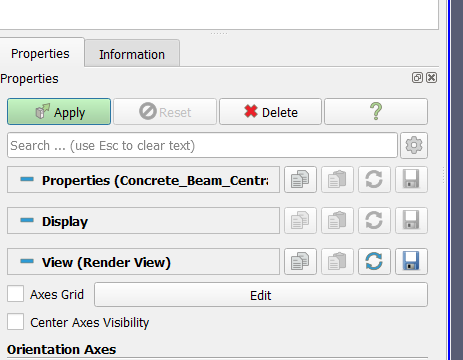 Properties
Information
Properties
Apply
Reset
Delete
?
Search ... (use Esc to clear text)
Properties (Concrete_Beam_Centr
Display
View (Render View)
Axes Grid
Edit
Center Axes Visibility
Orientation Axes